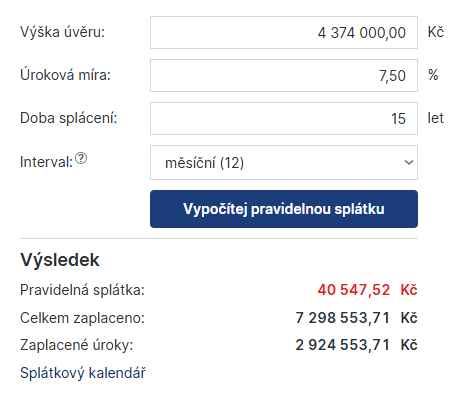 Výška úvěru: 4 374 000,00 Kč
Úroková míra: 7,50 %
Doba splácení: 15 let
Interval: ? měsíční (12)
Vypočítej pravidelnou splátku
Výsledek
Pravidelná splátka: 40 547,52 Kč
Celkem zaplaceno: 7 298 553,71 Kč
Zaplacené úroky: 2 924 553,71 Kč
Splátkový kalendář